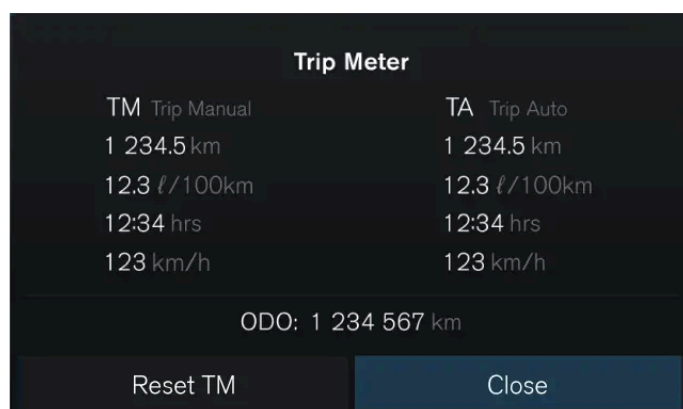 Trip Meter
TM Trip Manual
1 234.5 km
12.3 ℓ/100km
12:34 hrs
123 km/h
TA Trip Auto
1 234.5 km
12.3 ℓ/100km
12:34 hrs
123 km/h
ODO: 1 234 567 km
Reset TM
Close